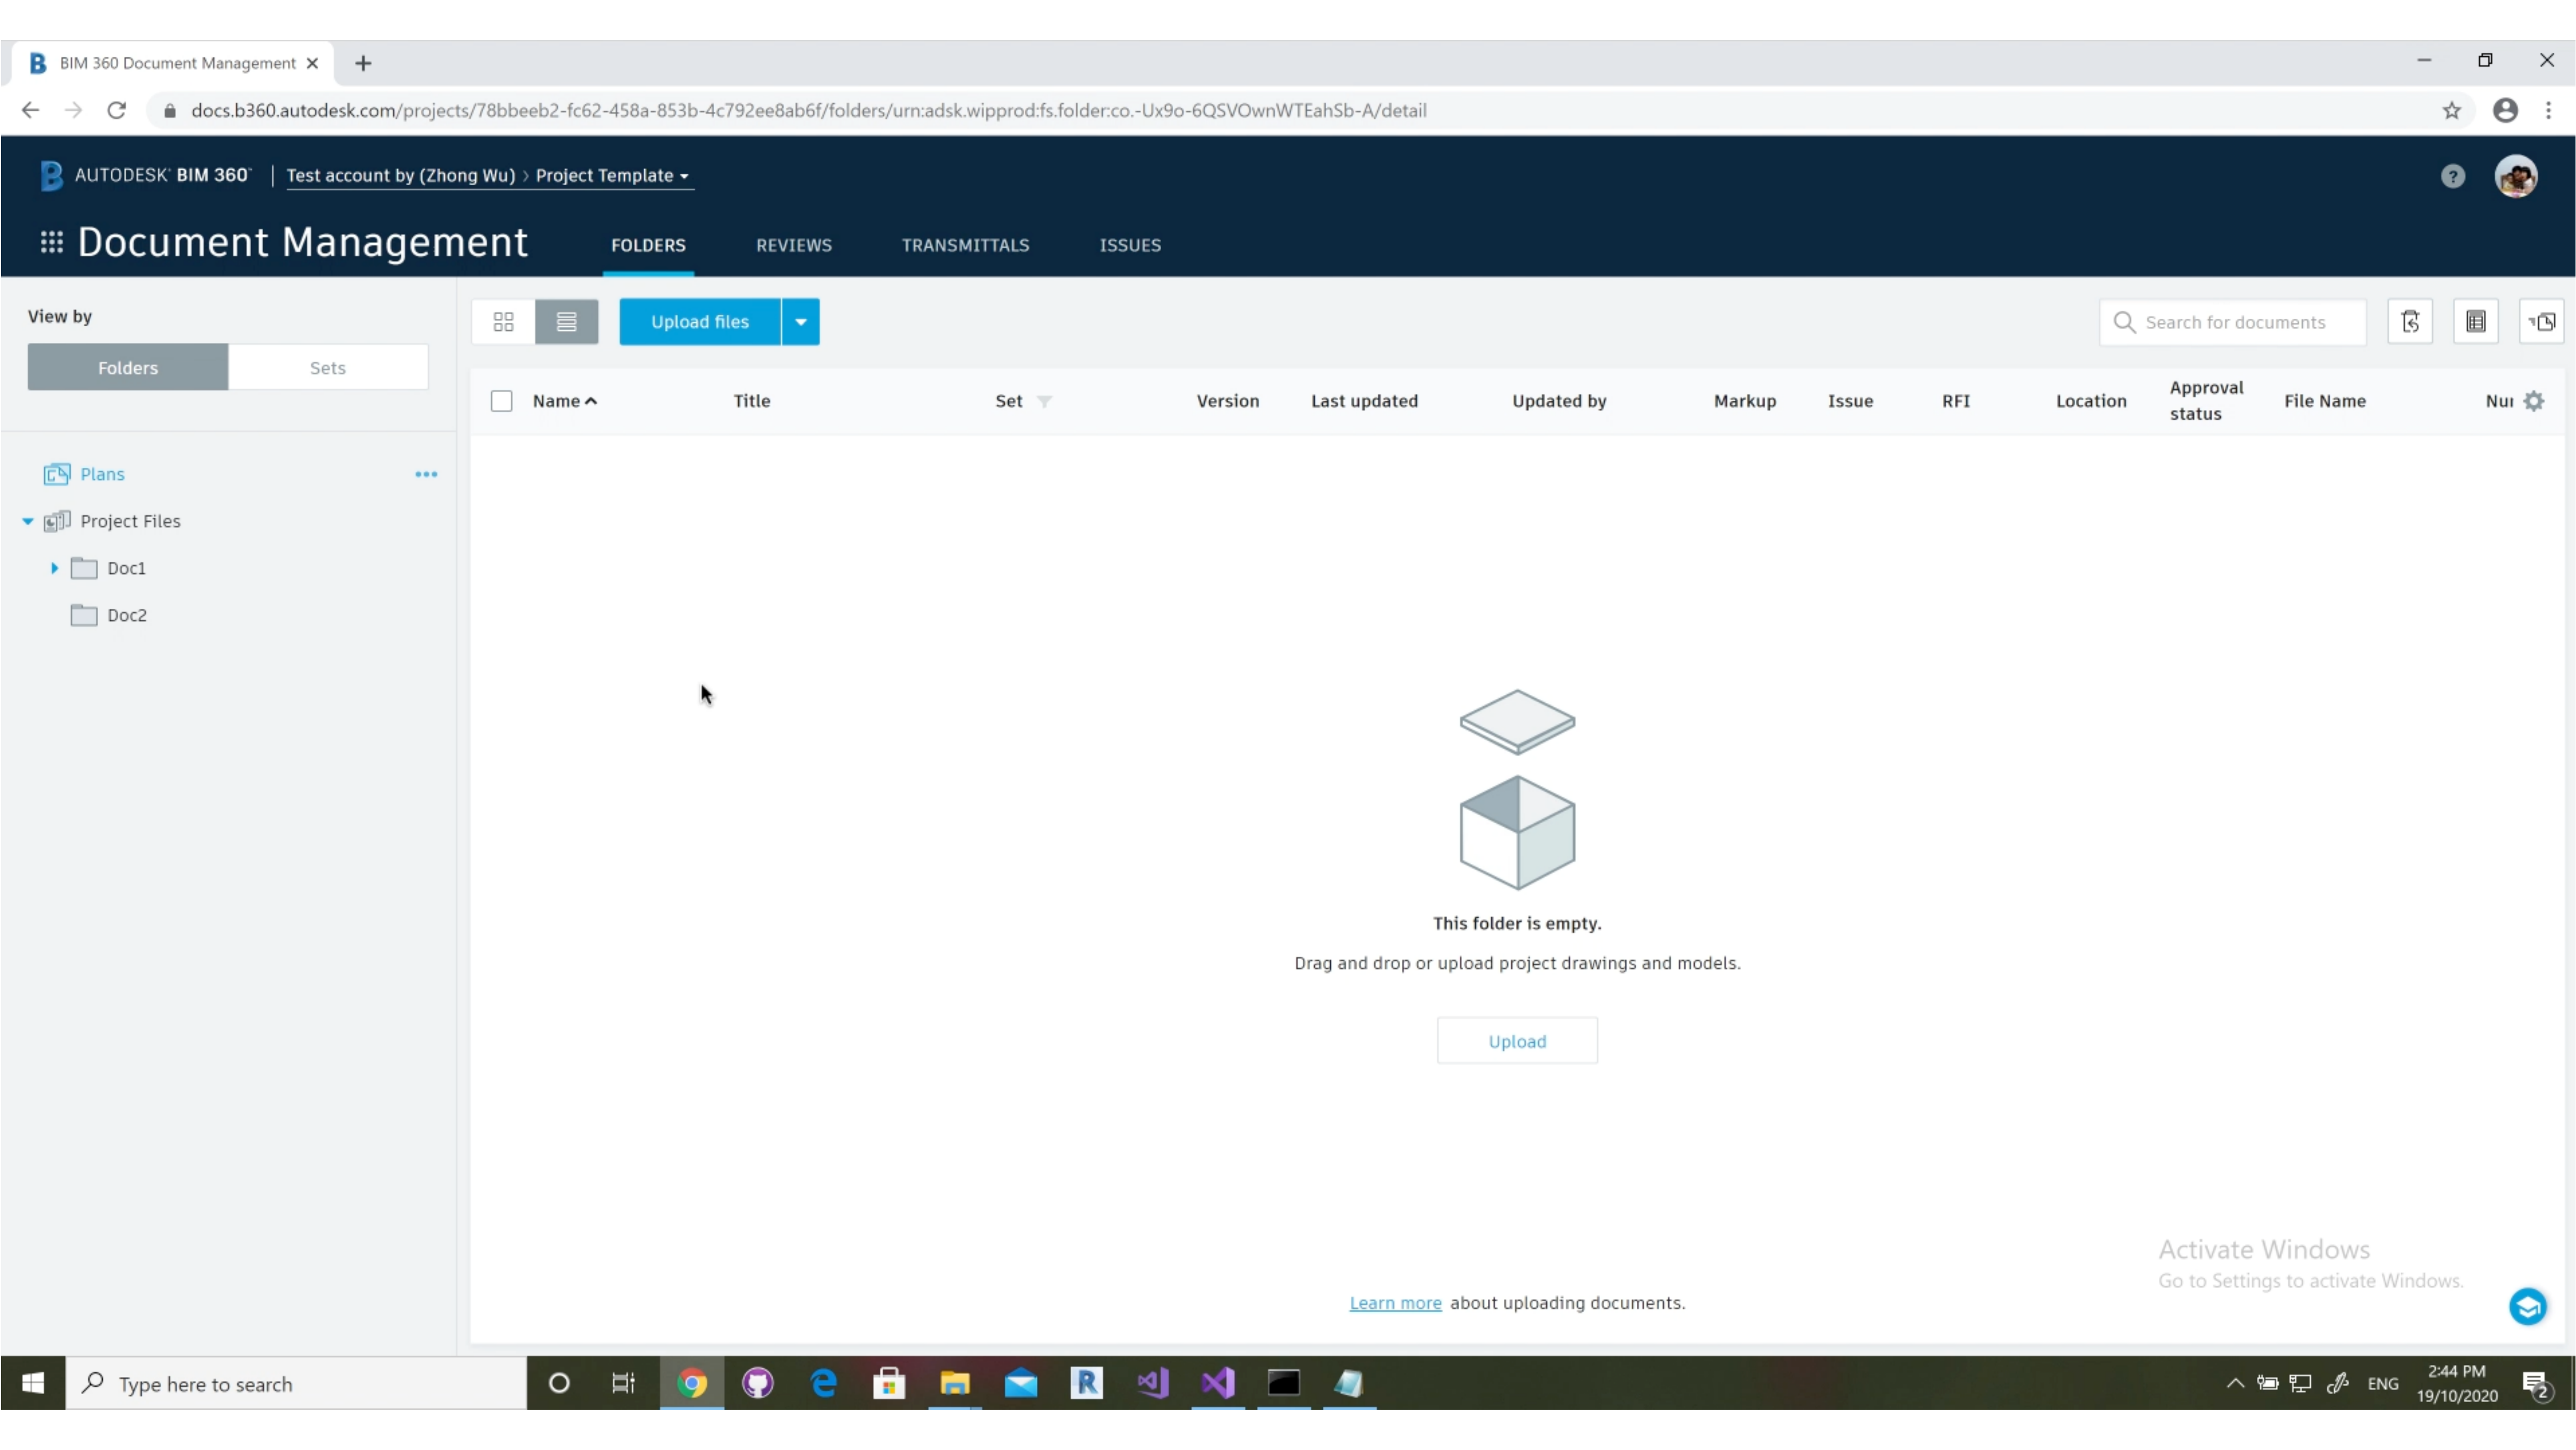 BIM 360 Document Management
docs.b360.autodesk.com/projects/78bbeeb2-fc62-458a-853b-4c792ee8ab6f/folders/urn:adsk.wipprod:fs.folder:co.-Ux9o-6QSVOwnWTEahSb-A/detail
AUTODESK BIM 360 | Test account by (Zhong Wu) > Project Template
?
Document Management FOLDERS REVIEWS TRANSMITTALS ISSUES
View by
Folders Sets
Upload files
Search for documents
Name Title Set Version Last updated Updated by Markup Issue RFI Location Approval status File Name Nu
Plans
Project Files
Doc1
Doc2
This folder is empty.
Drag and drop or upload project drawings and models.
Upload
Activate Windows
Go to Settings to activate Windows.
Learn more about uploading documents.
Type here to search
ENG
2:44 PM
19/10/2020
2